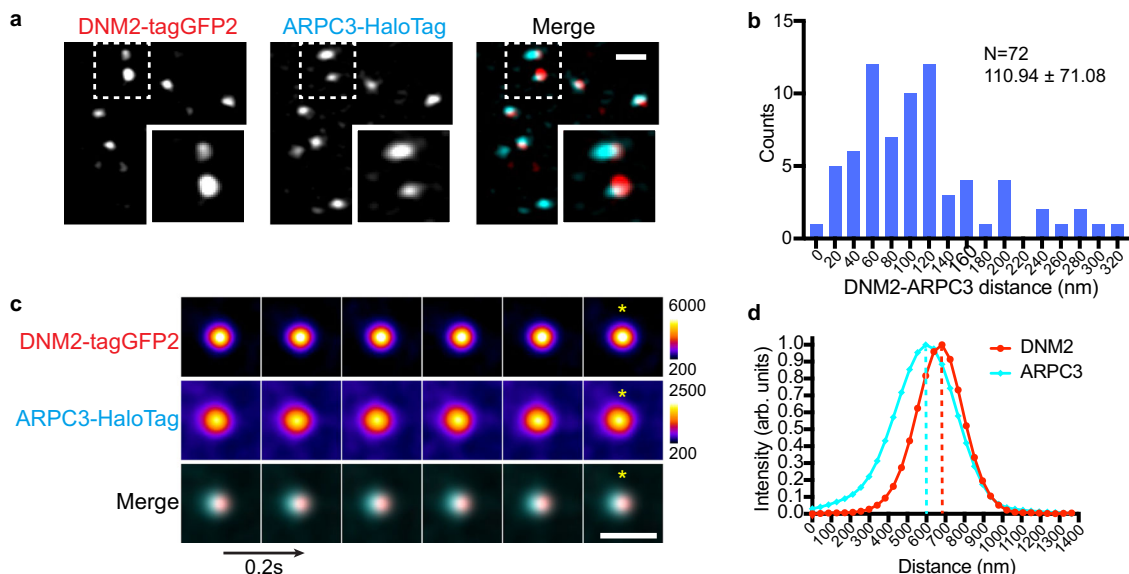 a
DNM2-tagGFP2 ARPC3-HaloTag Merge
b
N=72
110.94 ± 71.08
15
10
5
0
Counts
0 20 40 60 80 100 120 140 160 180 200 220 240 260 280 300 320
DNM2-ARPC3 distance (nm)
c
DNM2-tagGFP2
*
6000
200
ARPC3-HaloTag
*
2500
200
Merge
*
0.2s
d
DNM2
ARPC3
1.0
0.9
0.8
0.7
0.6
0.5
0.4
0.3
0.2
0.1
0.0
Intensity (arb. units)
0 100 200 300 400 500 600 700 800 900 1000 1100 1200 1300 1400
Distance (nm)